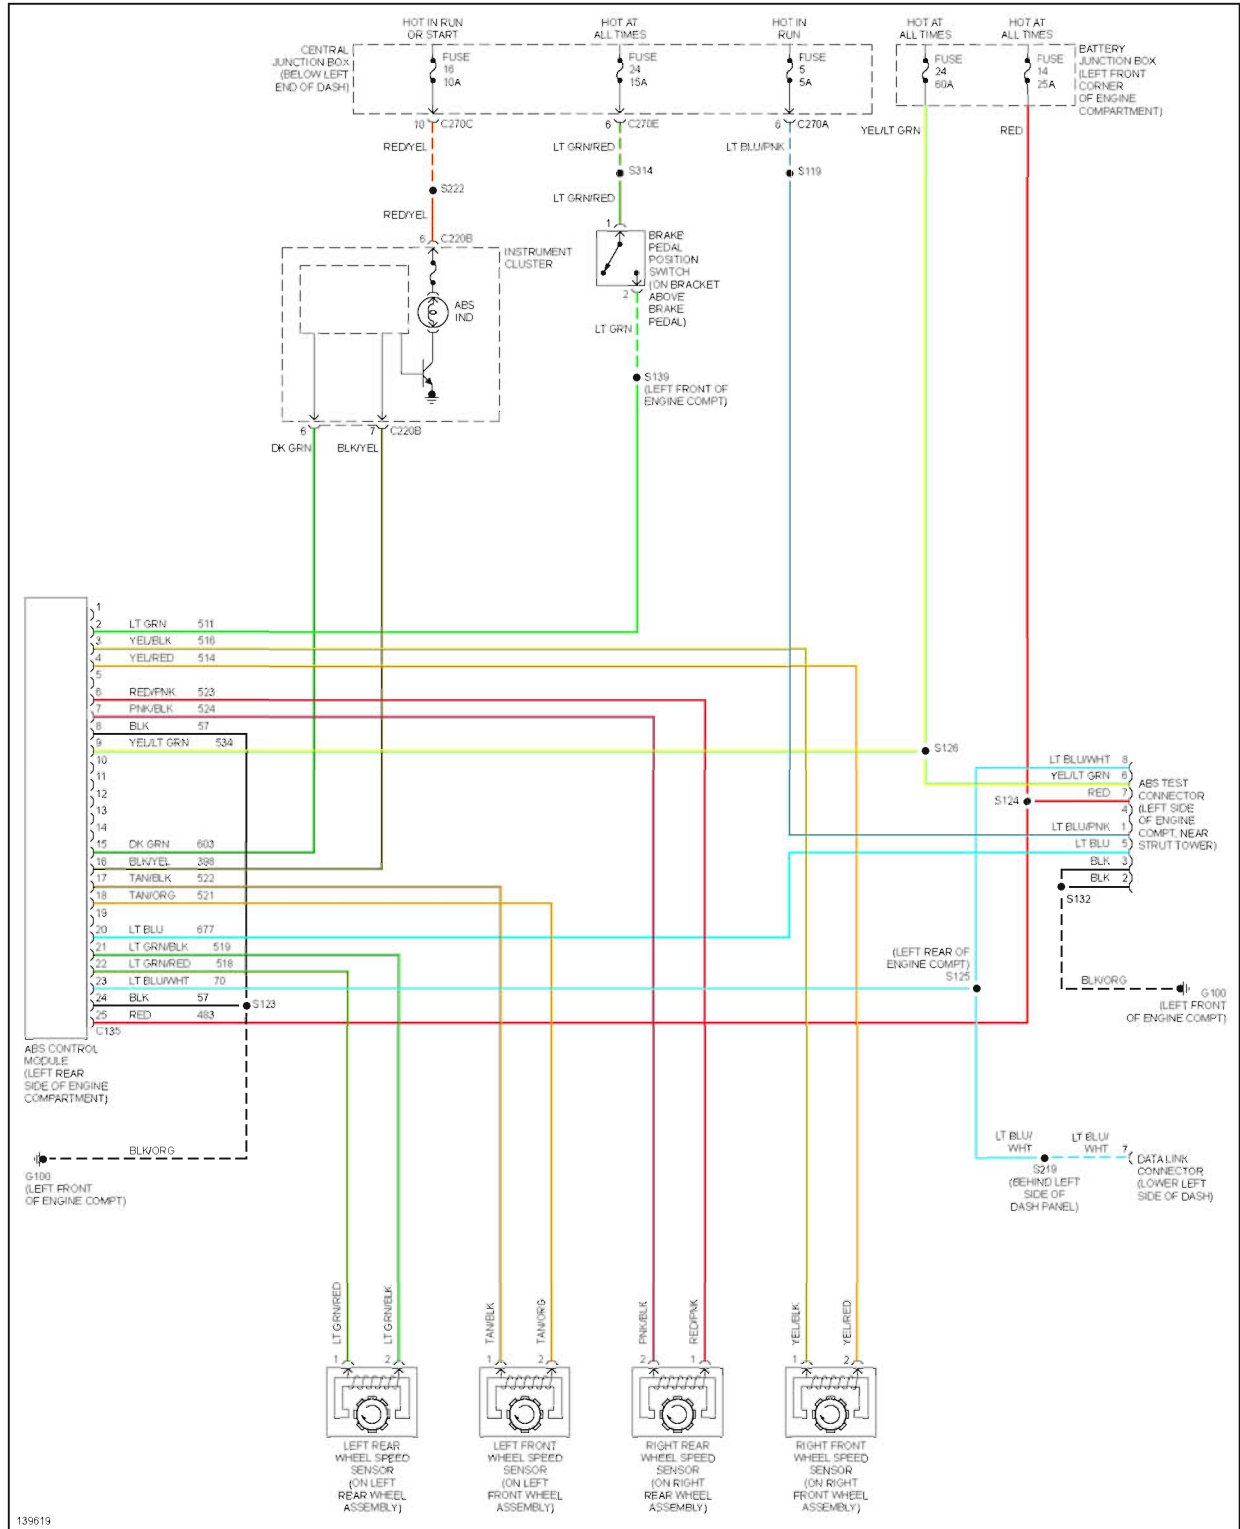 HOT IN RUN
OR START
HOT AT
ALL TIMES
HOT IN
RUN
HOT AT
ALL TIMES
HOT AT
ALL TIMES
CENTRAL
JUNCTION BOX
(BELOW LEFT
END OF DASH)
FUSE
16
10A
FUSE
24
15A
FUSE
5
5A
FUSE
24
60A
FUSE
14
25A
BATTERY
JUNCTION BOX
(LEFT FRONT
CORNER
OF ENGINE
COMPARTMENT)
10 C270C
6 C270E
6 C270A
YEL/LT GRN
RED
RED/YEL
LT GRN/RED
LT BLU/PNK
S222
S314
S119
RED/YEL
LT GRN/RED
6 C220B
1
INSTRUMENT
CLUSTER
BRAKE
PEDAL
POSITION
SWITCH
(ON BRACKET
ABOVE
BRAKE
PEDAL)
2
ABS
IND
LT GRN
S139
(LEFT FRONT OF
ENGINE COMPT)
6
7 C220B
DK GRN
BLK/YEL
1
2 LT GRN 511
3 YEL/BLK 516
4 YEL/RED 514
5
6 RED/PNK 523
7 PNK/BLK 524
8 BLK 57
9 YEL/LT GRN 534
10
11
12
13
14
15 DK GRN 603
16 BLK/YEL 398
17 TAN/BLK 522
18 TAN/ORG 521
19
20 LT BLU 677
21 LT GRN/BLK 519
22 LT GRN/RED 518
23 LT BLU/WHT 70
24 BLK 57
25 RED 483
C135
ABS CONTROL
MODULE
(LEFT REAR
SIDE OF ENGINE
COMPARTMENT)
S123
S126
S124
LT BLU/WHT 8
YEL/LT GRN 6
RED 7
4
LT BLU/PNK 1
LT BLU 5
BLK 3
BLK 2
ABS TEST
CONNECTOR
(LEFT SIDE
OF ENGINE
COMPT, NEAR
STRUT TOWER)
S132
(LEFT REAR OF
ENGINE COMPT)
S125
BLK/ORG
G100
(LEFT FRONT
OF ENGINE COMPT)
BLK/ORG
G100
(LEFT FRONT
OF ENGINE COMPT)
LT BLU/
WHT
LT BLU/
WHT
7
S219
(BEHIND LEFT
SIDE OF
DASH PANEL)
DATA LINK
CONNECTOR
(LOWER LEFT
SIDE OF DASH)
LT GRN/RED
LT GRN/BLK
TAN/BLK
TAN/ORG
PNK/BLK
RED/PNK
YEL/BLK
YEL/RED
1 2
1 2
2 1
1 2
LEFT REAR
WHEEL SPEED
SENSOR
(ON LEFT
REAR WHEEL
ASSEMBLY)
LEFT FRONT
WHEEL SPEED
SENSOR
(ON LEFT
FRONT WHEEL
ASSEMBLY)
RIGHT REAR
WHEEL SPEED
SENSOR
(ON RIGHT
REAR WHEEL
ASSEMBLY)
RIGHT FRONT
WHEEL SPEED
SENSOR
(ON RIGHT
FRONT WHEEL
ASSEMBLY)
139619